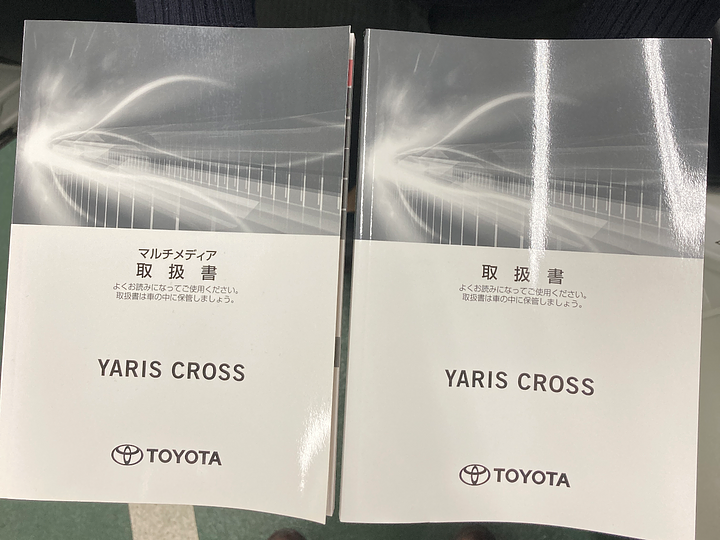 マルチメディア
取扱書
よくお読みになってご使用ください。
取扱書は車の中に保管しましょう。
YARIS CROSS
TOYOTA
取扱書
よくお読みになってご使用ください。
取扱書は車の中に保管しましょう。
YARIS CROSS
TOYOTA